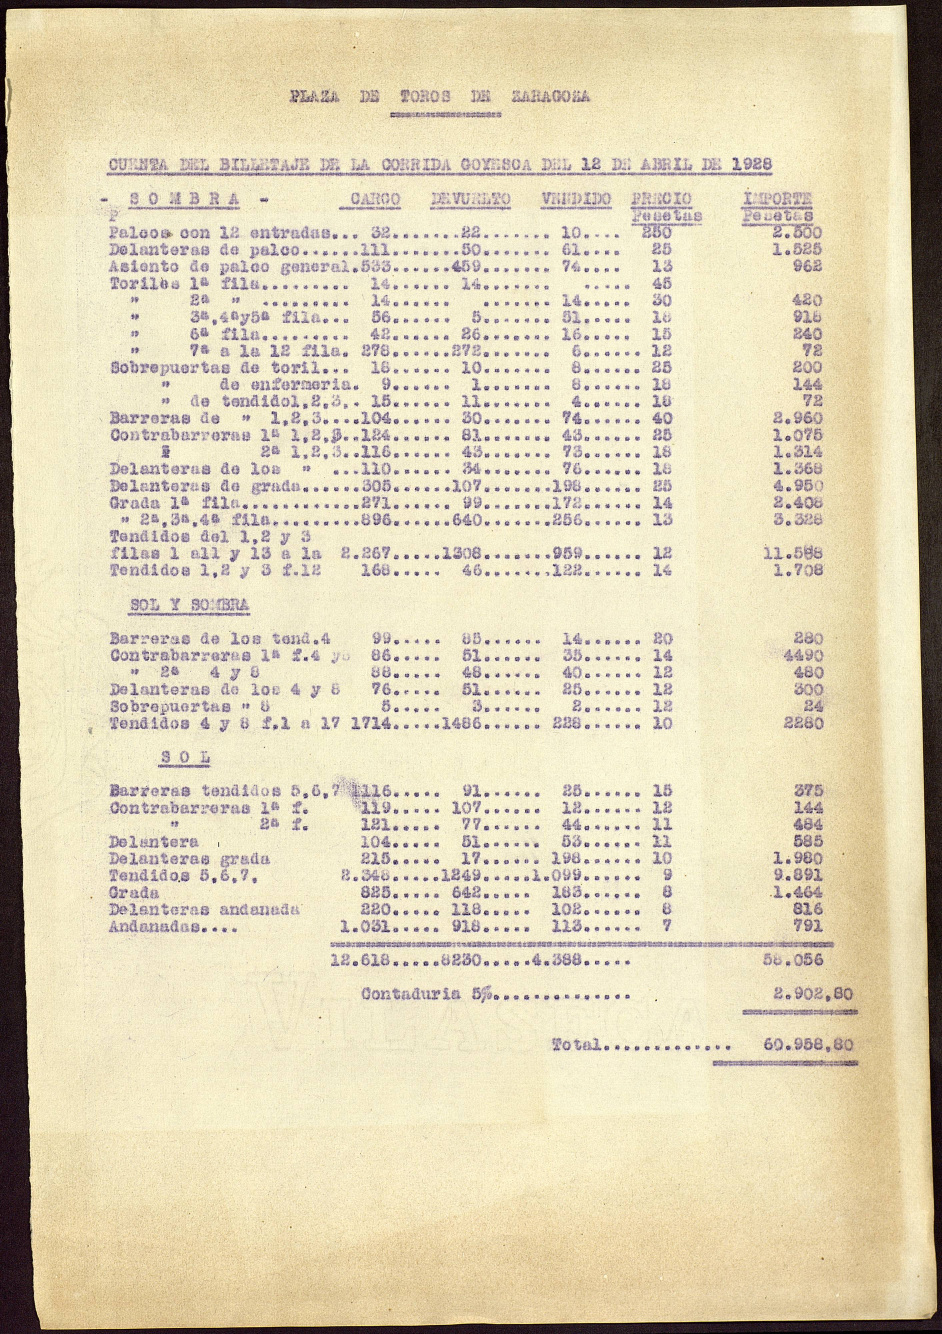 PLAZA DE TOROS DE ZARAGOZA
CUENTA DEL BILLETAJE DE LA CORRIDA GOYESCA DEL 12 DE ABRIL DE 1928
- S O M B R A - CARGO DEVUELTO VENDIDO PRECIO IMPORTE
P Pesetas Pesetas
Palcos con 12 entradas... 32.......22....... 10.... 250 2.500
Delanteras de palco......111.......50....... 61.... 25 1.525
Asiento de palco general.533......459....... 74.... 13 962
Toriles 1ª fila......... 14...... 14....... ..... 45
" 2ª " ......... 14...... .......14..... 30 420
" 3ª,4ªy5ª fila... 56...... 5.......51..... 18 918
" 6ª fila......... 42...... 26.......16..... 15 240
" 7ª a la 12 fila. 278......272....... 6...... 12 72
Sobrepuertas de toril... 18...... 10....... 8...... 25 200
" de enfermeria. 9...... 1....... 8...... 18 144
" de tendido1,2,3,. 15...... 11....... 4...... 18 72
Barreras de " 1,2,3....104...... 30....... 74...... 40 2.960
Contrabarreras 1ª 1,2,3..124...... 81....... 43...... 25 1.075
" 2ª 1,2,3..116...... 43....... 73...... 18 1.314
Delanteras de los " ...110...... 34....... 76...... 18 1.368
Delanteras de grada......305......107.......198...... 25 4.950
Grada 1ª fila............271...... 99.......172...... 14 2.408
" 2ª,3ª,4ª fila.........896......640.......256...... 13 3.328
Tendidos del 1,2 y 3
filas 1 al11 y 13 a la 2.267.....1308.......959...... 12 11.588
Tendidos 1,2 y 3 f.12 168..... 46.......122...... 14 1.708
SOL Y SOMBRA
Barreras de los tend.4 99..... 85...... 14...... 20 280
Contrabarreras 1ª f.4 y8 86..... 51...... 35...... 14 4490
" 2ª 4 y 8 88..... 48...... 40...... 12 480
Delanteras de los 4 y 8 76..... 51...... 25...... 12 300
Sobrepuertas " 8 5..... 3...... 2...... 12 24
Tendidos 4 y 8 f.1 a 17 1714.....1486...... 228...... 10 2280
S O L
Barreras tendidos 5,6,7 1116..... 91...... 25...... 15 375
Contrabarreras 1ª f. 119..... 107...... 12...... 12 144
" 2ª f. 121..... 77...... 44...... 11 484
Delantera 104..... 51...... 53...... 11 585
Delanteras grada 215..... 17...... 198...... 10 1.980
Tendidos 5,6,7, 2.348.....1249.....1.099...... 9 9.891
Grada 825..... 642...... 183...... 8 1.464
Delanteras andanada 220..... 118...... 102...... 8 816
Andanadas.... 1.031..... 918...... 113...... 7 791
12.618.....8230.....4.388..... 58.056
Contaduria 5%............... 2.902,80
Total.............. 60.958,80